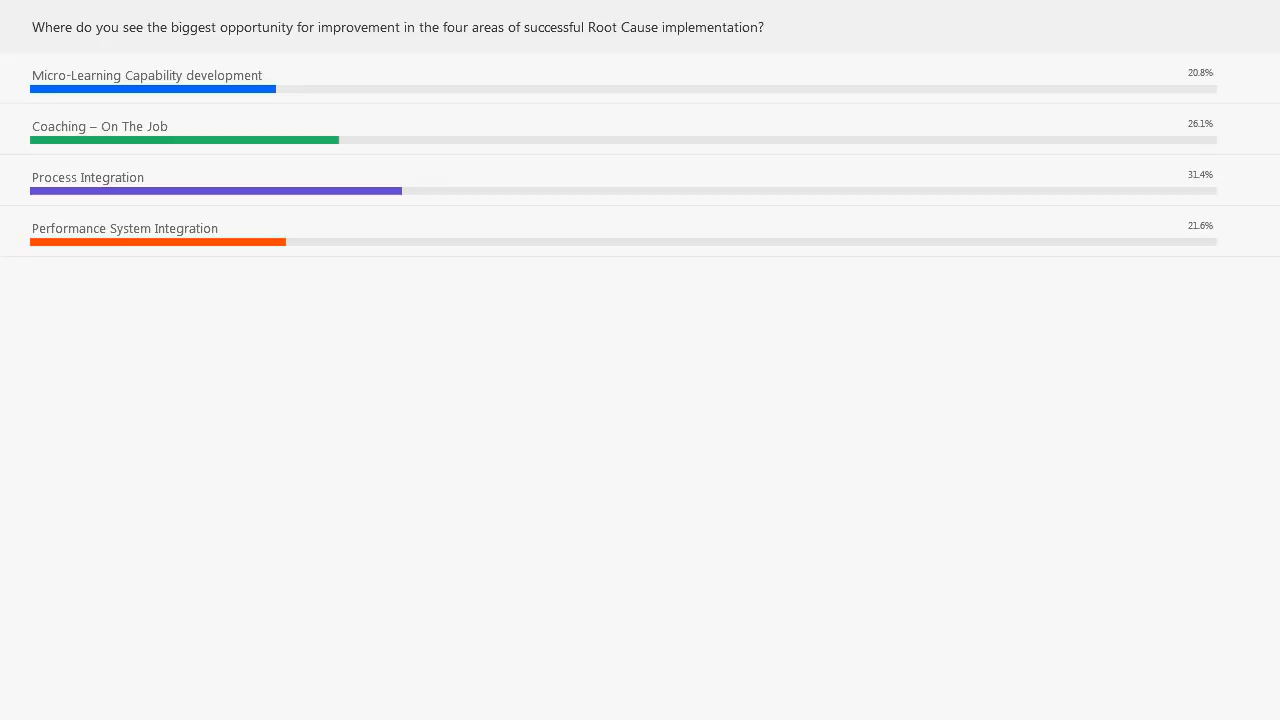 Where do you see the biggest opportunity for improvement in the four areas of successful Root Cause implementation?
Micro-Learning Capability development
20.8%
Coaching – On The Job
26.1%
Process Integration
31.4%
Performance System Integration
21.6%